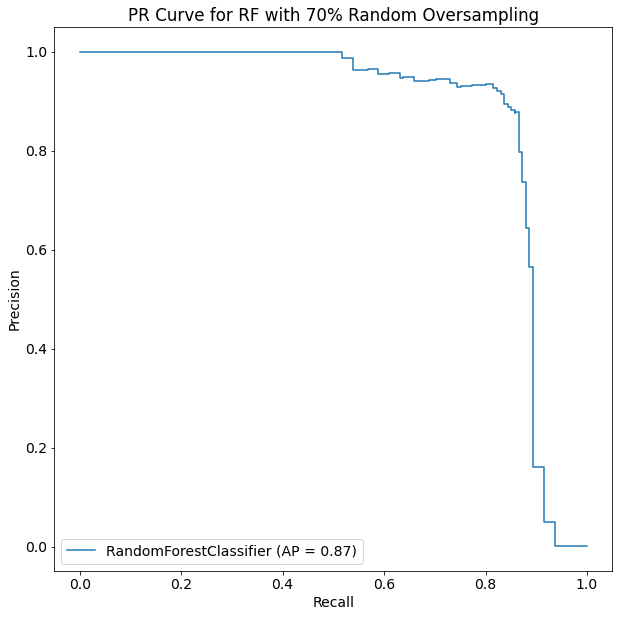 PR Curve for RF with 70% Random Oversampling
1.0
0.8
0.6
0.4
0.2
0.0
Precision
RandomForestClassifier (AP = 0.87)
0.0 0.2 0.4 0.6 0.8 1.0
Recall